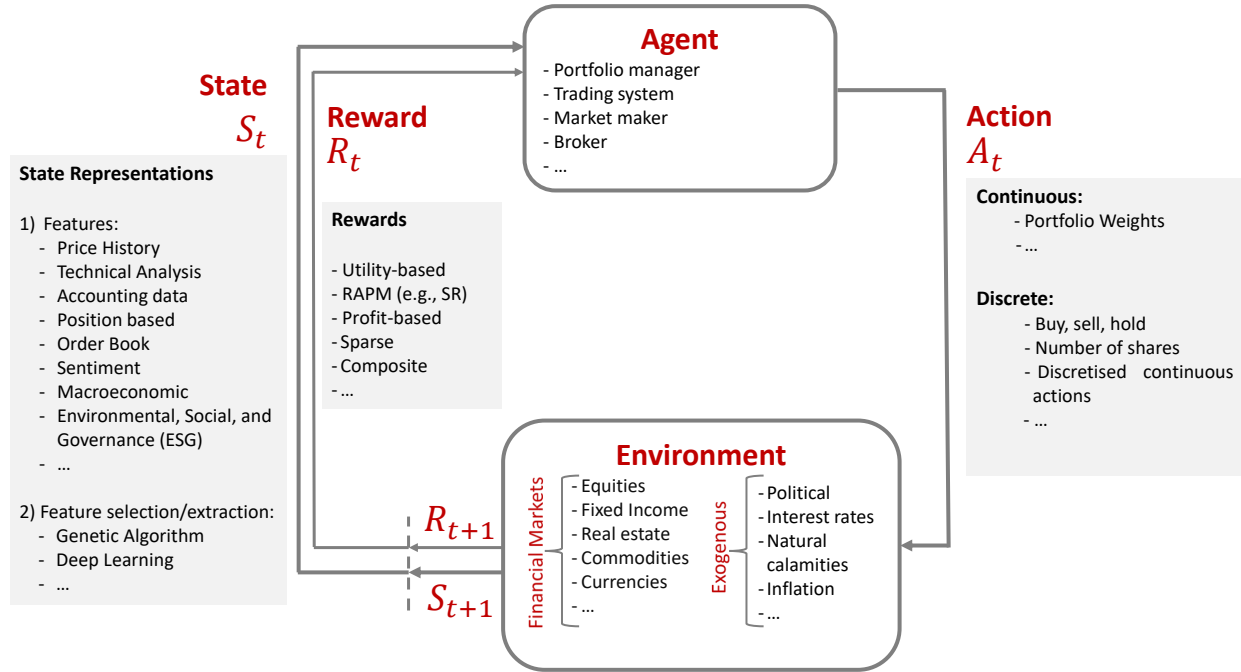 Agent
- Portfolio manager
- Trading system
- Market maker
- Broker
- ...
State
S_t
Reward
R_t
Action
A_t
State Representations
1) Features:
- Price History
- Technical Analysis
- Accounting data
- Position based
- Order Book
- Sentiment
- Macroeconomic
- Environmental, Social, and
Governance (ESG)
- ...
2) Feature selection/extraction:
- Genetic Algorithm
- Deep Learning
- ...
Rewards
- Utility-based
- RAPM (e.g., SR)
- Profit-based
- Sparse
- Composite
- ...
Continuous:
- Portfolio Weights
- ...
Discrete:
- Buy, sell, hold
- Number of shares
- Discretised continuous
actions
- ...
Environment
Financial Markets
- Equities
- Fixed Income
- Real estate
- Commodities
- Currencies
- ...
Exogenous
- Political
- Interest rates
- Natural
calamities
- Inflation
- ...
R_{t+1}
S_{t+1}